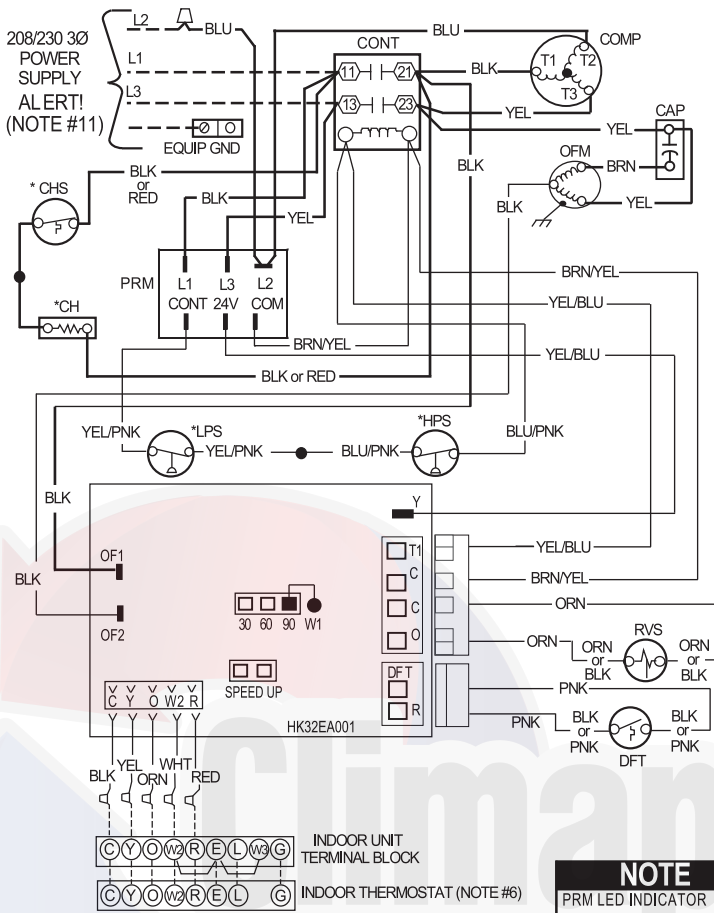 L2
BLU
208/230 3Ø
POWER
SUPPLY
ALERT!
(NOTE #11)
L1
L3
EQUIP GND
CONT
11
21
13
23
BLU
COMP
T1
T2
T3
BLK
YEL
CAP
YEL
OFM
BRN
YEL
BLK
BLK
* CHS
BLK
or
RED
BLK
YEL
PRM
L1
L3
L2
CONT
24V
COM
*CH
BRN/YEL
BLK or RED
BRN/YEL
YEL/BLU
YEL/BLU
YEL/PNK
*LPS
YEL/PNK
BLU/PNK
*HPS
BLU/PNK
BLK
BLK
OF1
OF2
Y
T1
C
C
O
DFT
R
30
60
90
W1
SPEED UP
C Y O W2 R
HK32EA001
YEL/BLU
BRN/YEL
ORN
ORN
ORN
or
BLK
RVS
ORN
or
BLK
PNK
PNK
BLK
or
PNK
DFT
BLK
or
PNK
BLK
YEL
ORN
WHT
RED
C Y O W2 R E L W3 G
INDOOR UNIT
TERMINAL BLOCK
C Y O W2 R E L G
INDOOR THERMOSTAT (NOTE #6)
Climan
NOTE
PRM LED INDICATOR